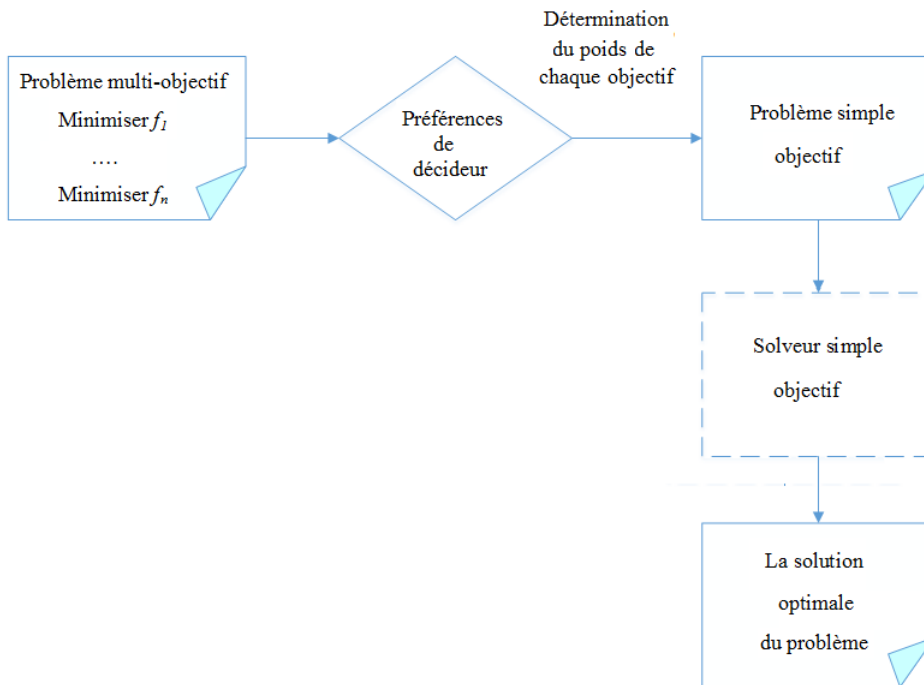 Problème multi-objectif
Minimiser f1
....
Minimiser fn
Préférences
de
décideur
Détermination
du poids de
chaque objectif
Problème simple
objectif
Solveur simple
objectif
La solution
optimale
du problème